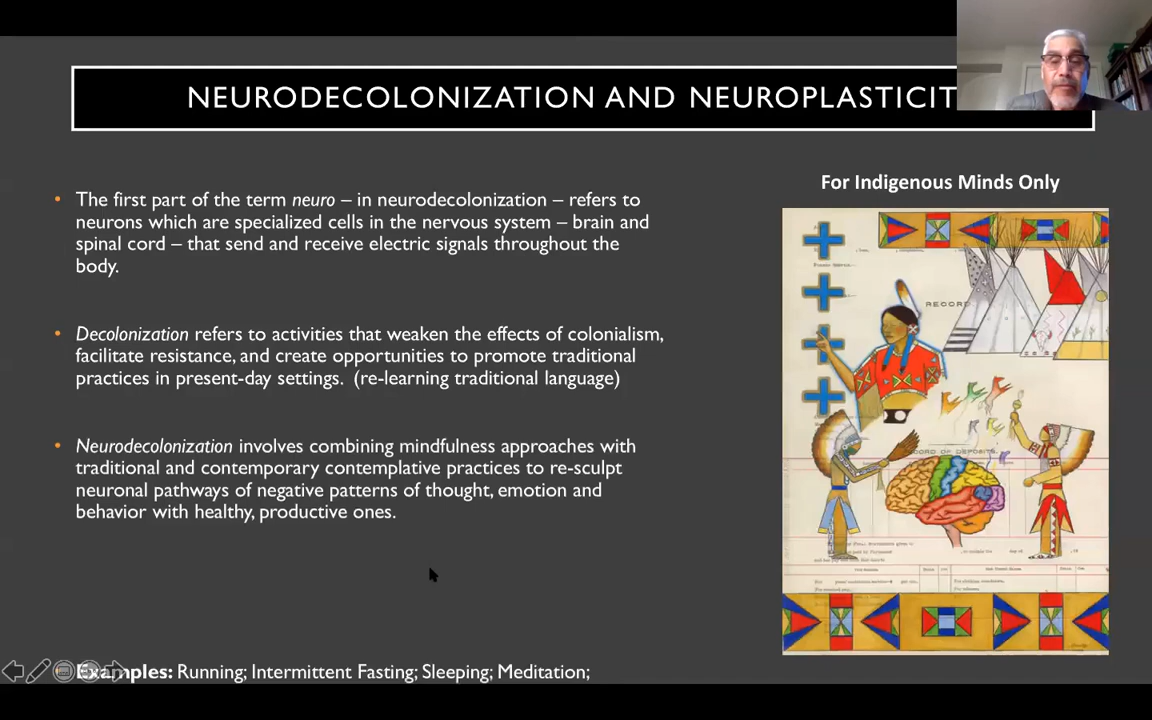 NEURODECOLONIZATION AND NEUROPLASTICIT
• The first part of the term neuro – in neurodecolonization – refers to
neurons which are specialized cells in the nervous system – brain and
spinal cord – that send and receive electric signals throughout the
body.
• Decolonization refers to activities that weaken the effects of colonialism,
facilitate resistance, and create opportunities to promote traditional
practices in present-day settings. (re-learning traditional language)
• Neurodecolonization involves combining mindfulness approaches with
traditional and contemporary contemplative practices to re-sculpt
neuronal pathways of negative patterns of thought, emotion and
behavior with healthy, productive ones.
Examples: Running; Intermittent Fasting; Sleeping; Meditation;
For Indigenous Minds Only
RECORD
RECORD OF DEPOSITS